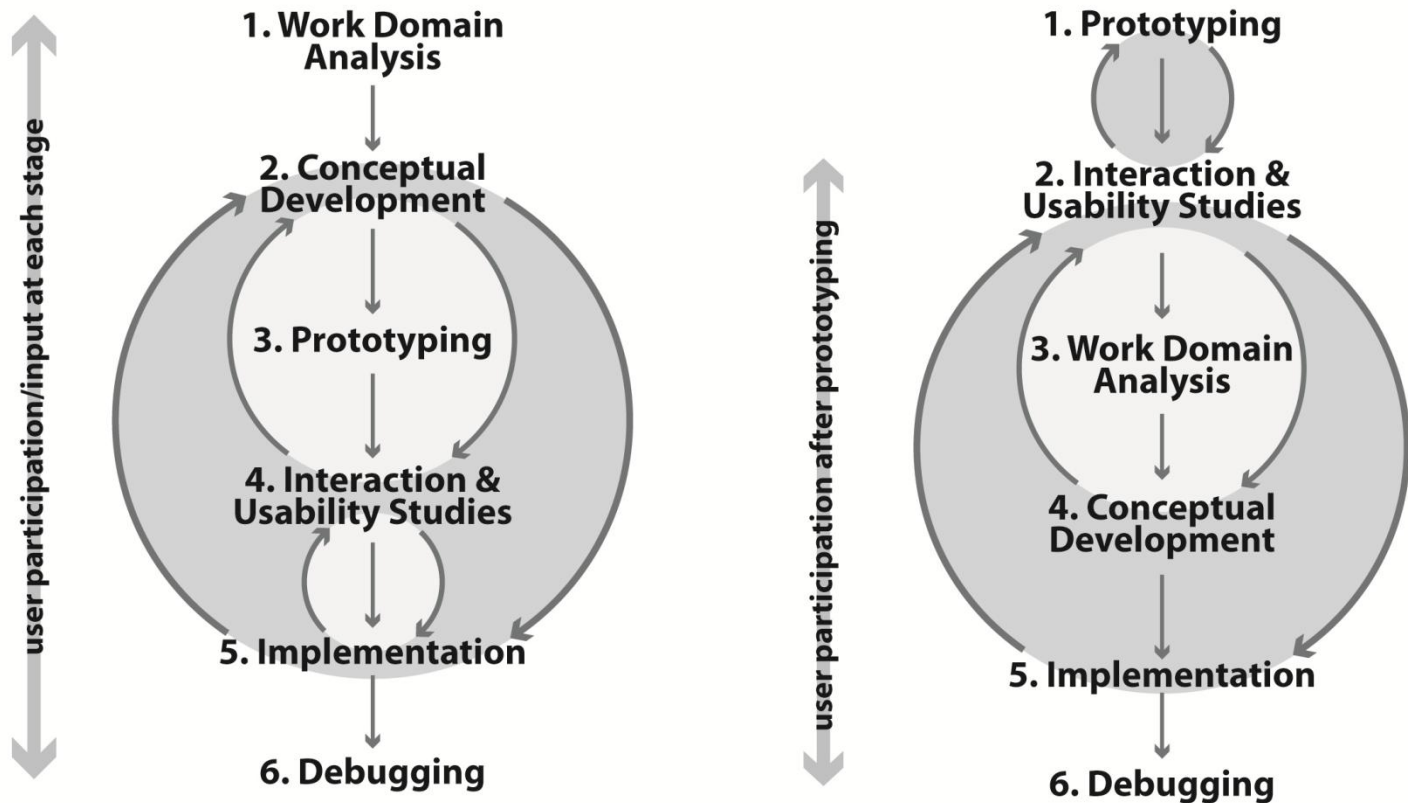 user participation/input at each stage
1. Work Domain
Analysis
2. Conceptual
Development
3. Prototyping
4. Interaction &
Usability Studies
5. Implementation
6. Debugging
user participation after prototyping
1. Prototyping
2. Interaction &
Usability Studies
3. Work Domain
Analysis
4. Conceptual
Development
5. Implementation
6. Debugging